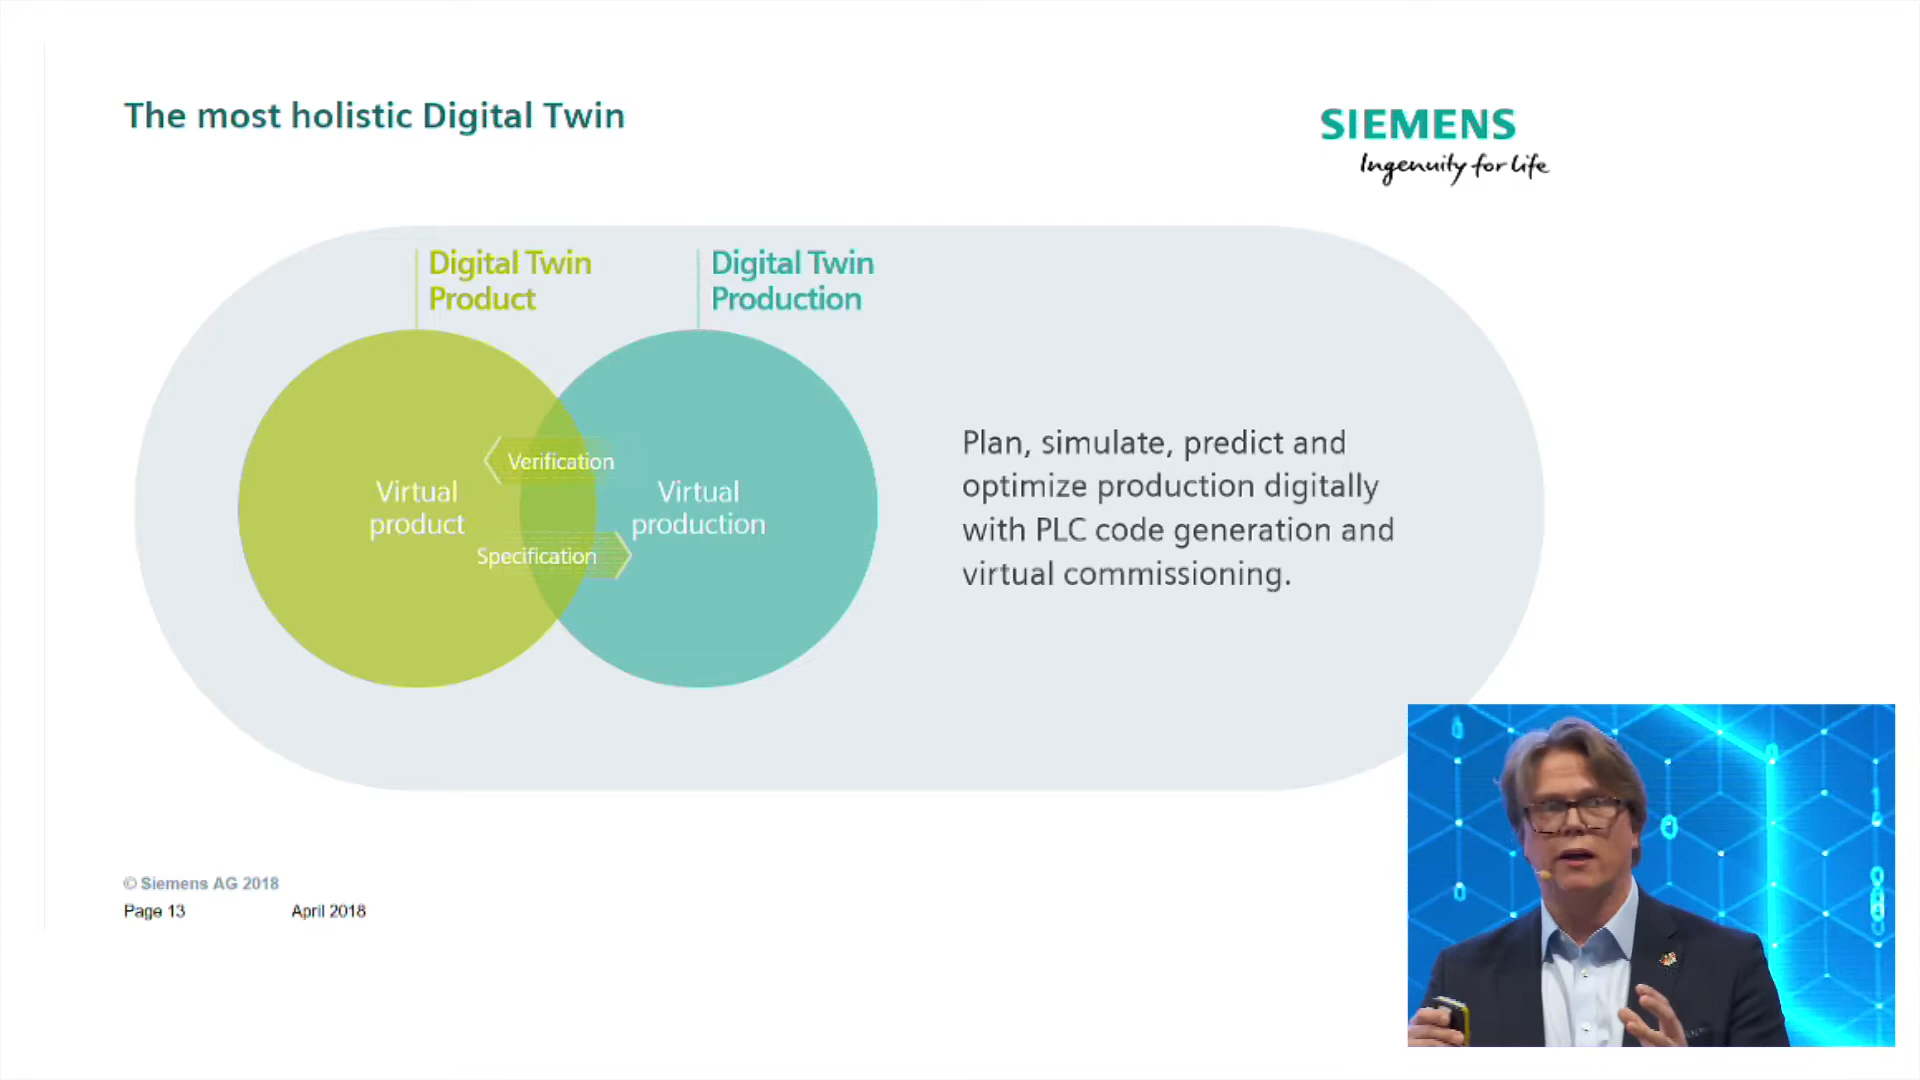 The most holistic Digital Twin
SIEMENS
Ingenuity for life
Digital Twin
Product
Digital Twin
Production
Verification
Virtual
product
Virtual
production
Specification
Plan, simulate, predict and
optimize production digitally
with PLC code generation and
virtual commissioning.
© Siemens AG 2018
Page 13
April 2018